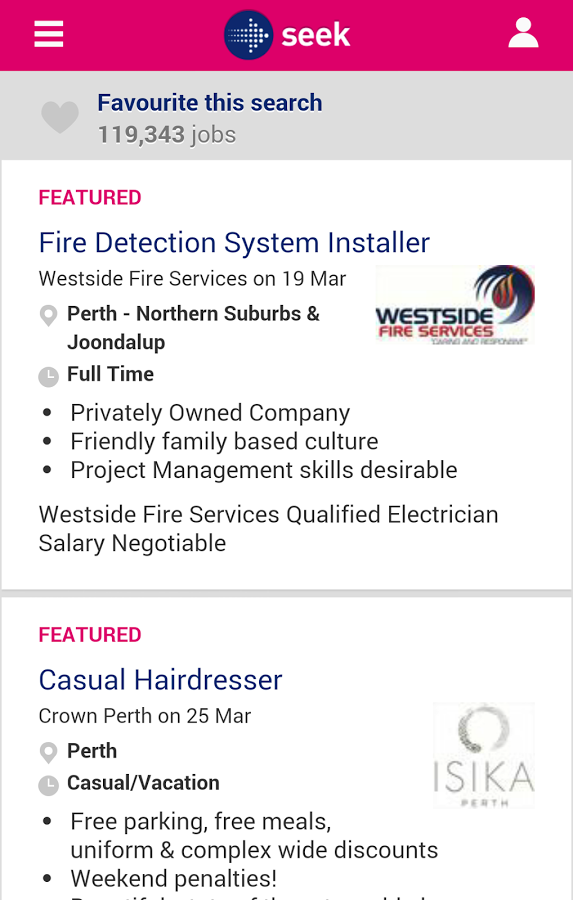 seek
Favourite this search
119,343 jobs
FEATURED
Fire Detection System Installer
Westside Fire Services on 19 Mar
WESTSIDE
FIRE SERVICES
"CARING AND RESPONSIVE"
Perth - Northern Suburbs &
Joondalup
Full Time
• Privately Owned Company
• Friendly family based culture
• Project Management skills desirable
Westside Fire Services Qualified Electrician
Salary Negotiable
FEATURED
Casual Hairdresser
Crown Perth on 25 Mar
ISIKA
PERTH
Perth
Casual/Vacation
• Free parking, free meals,
uniform & complex wide discounts
• Weekend penalties!